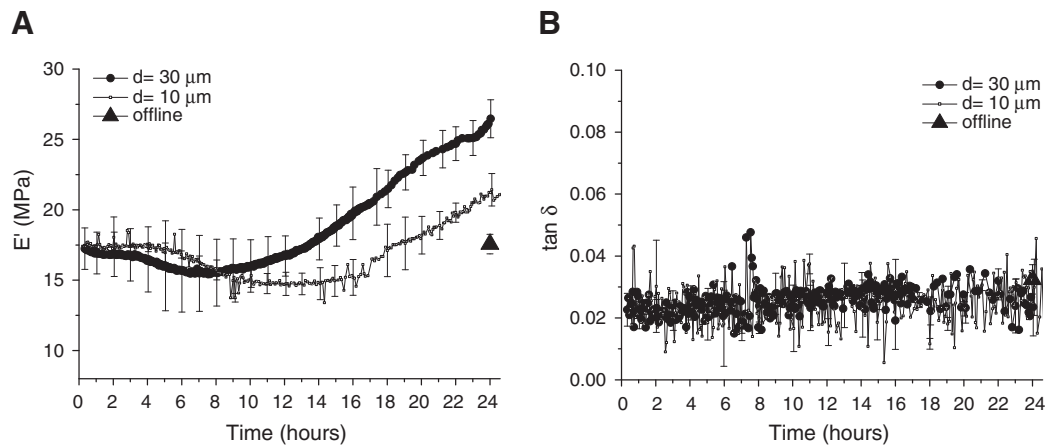 A
30
25
20
15
10
E' (MPa)
d= 30 μm
d= 10 μm
offline
0 2 4 6 8 10 12 14 16 18 20 22 24
Time (hours)
B
0.10
0.08
0.06
0.04
0.02
0.00
tan δ
d= 30 μm
d= 10 μm
offline
0 2 4 6 8 10 12 14 16 18 20 22 24
Time (hours)